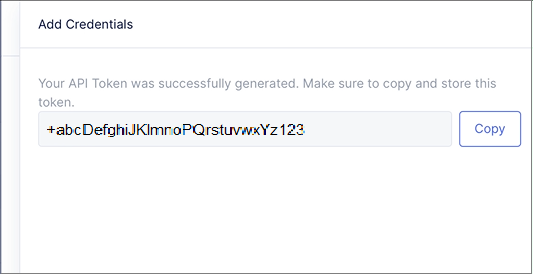 Add Credentials
Your API Token was successfully generated. Make sure to copy and store this
token.
+abcDefghiJKlmnoPQrstuvwxYz123
Copy